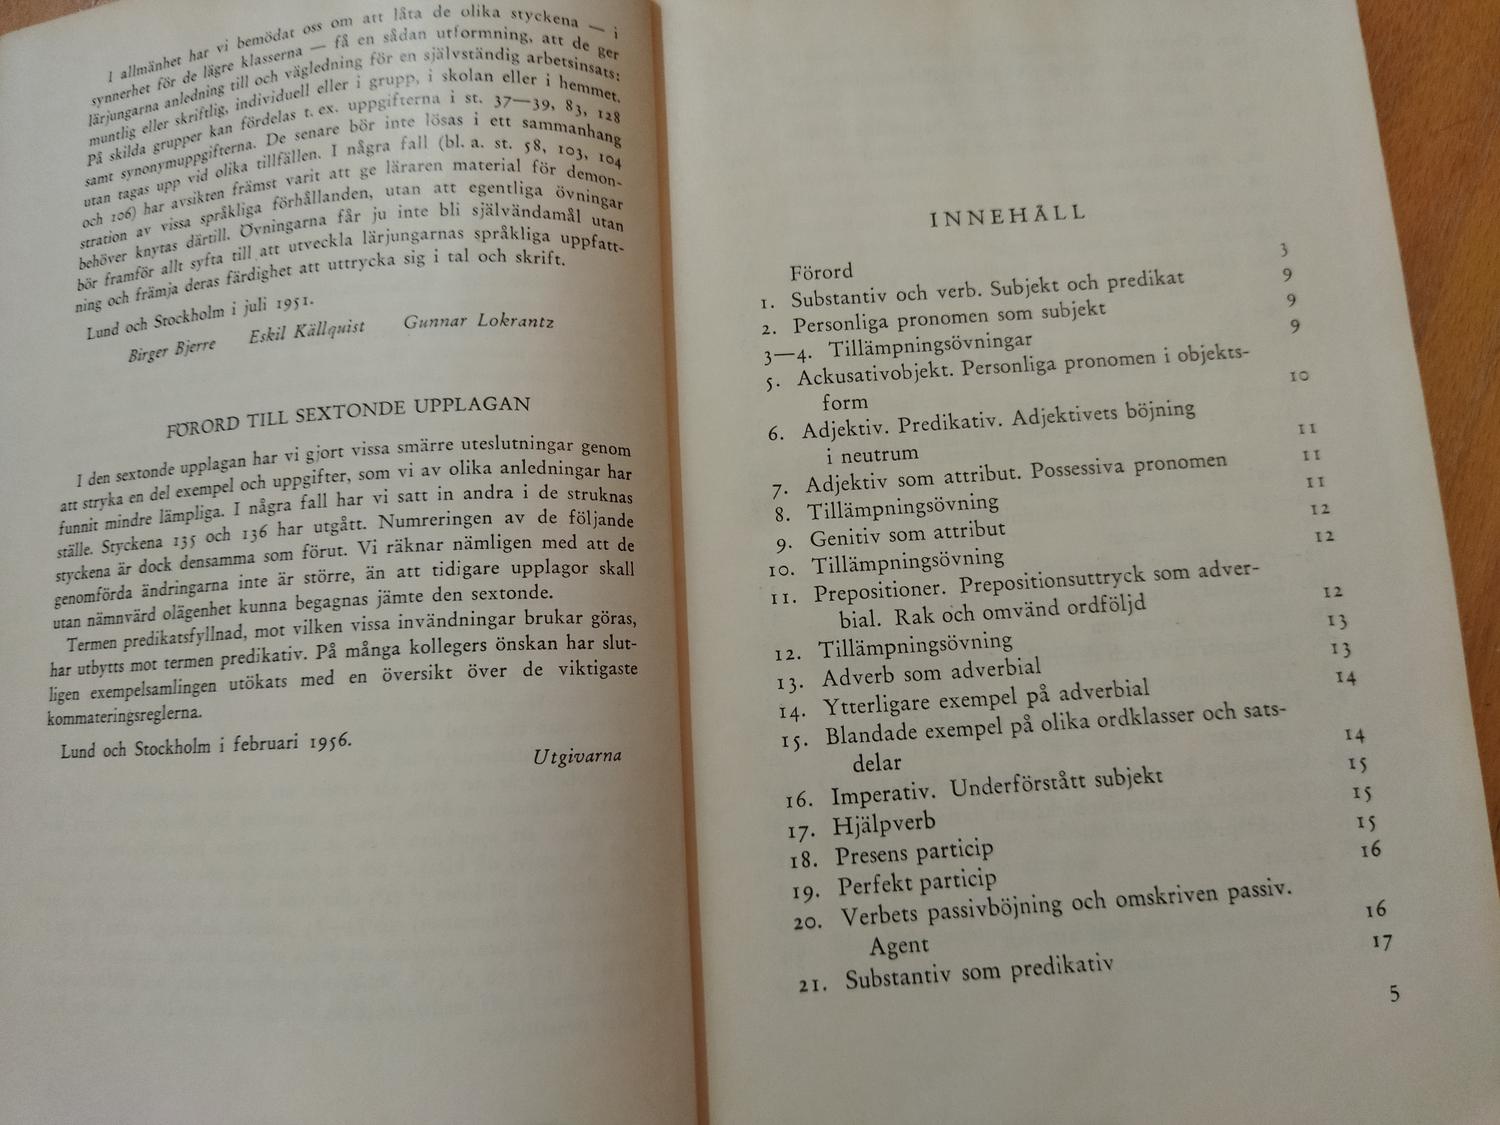 I allmänhet har vi bemödat oss om att låta de olika styckena — i
synnerhet för de lägre klasserna — få en sådan utformning, att de ger
lärjungarna anledning till och vägledning för en självständig arbetsinsats:
muntlig eller skriftlig, individuell eller i grupp, i skolan eller i hemmet.
På skilda grupper kan fördelas t. ex. uppgifterna i st. 37—39, 83, 128
samt synonymuppgifterna. De senare bör inte lösas i ett sammanhang
utan tagas upp vid olika tillfällen. I några fall (bl. a. st. 58, 103, 104
och 106) har avsikten främst varit att ge läraren material för demon-
stration av vissa språkliga förhållanden, utan att egentliga övningar
behöver knytas därtill. Övningarna får ju inte bli självändamål utan
bör framför allt syfta till att utveckla lärjungarnas språkliga uppfatt-
ning och främja deras färdighet att uttrycka sig i tal och skrift.
Lund och Stockholm i juli 1951.
Birger Bjerre Eskil Källquist Gunnar Lokrantz
FÖRORD TILL SEXTONDE UPPLAGAN
I den sextonde upplagan har vi gjort vissa smärre uteslutningar genom
att stryka en del exempel och uppgifter, som vi av olika anledningar har
funnit mindre lämpliga. I några fall har vi satt in andra i de struknas
ställe. Styckena 135 och 136 har utgått. Numreringen av de följande
styckena är dock densamma som förut. Vi räknar nämligen med att de
genomförda ändringarna inte är större, än att tidigare upplagor skall
utan nämnvärd olägenhet kunna begagnas jämte den sextonde.
Termen predikatsfyllnad, mot vilken vissa invändningar brukar göras,
har utbytts mot termen predikativ. På många kollegers önskan har slut-
ligen exempelsamlingen utökats med en översikt över de viktigaste
kommateringsreglerna.
Lund och Stockholm i februari 1956.
Utgivarna
INNEHÅLL
Förord 3
1. Substantiv och verb. Subjekt och predikat 9
2. Personliga pronomen som subjekt 9
3—4. Tillämpningsövningar 9
5. Ackusativobjekt. Personliga pronomen i objekts-
form 10
6. Adjektiv. Predikativ. Adjektivets böjning
i neutrum 11
7. Adjektiv som attribut. Possessiva pronomen 11
8. Tillämpningsövning 11
9. Genitiv som attribut 12
10. Tillämpningsövning 12
11. Prepositioner. Prepositionsuttryck som adver-
bial. Rak och omvänd ordföljd 12
12. Tillämpningsövning 13
13. Adverb som adverbial 13
14. Ytterligare exempel på adverbial 14
15. Blandade exempel på olika ordklasser och sats-
delar 14
16. Imperativ. Underförstått subjekt 15
17. Hjälpverb 15
18. Presens particip 15
19. Perfekt particip 16
20. Verbets passivböjning och omskriven passiv.
Agent 16
21. Substantiv som predikativ 17
5